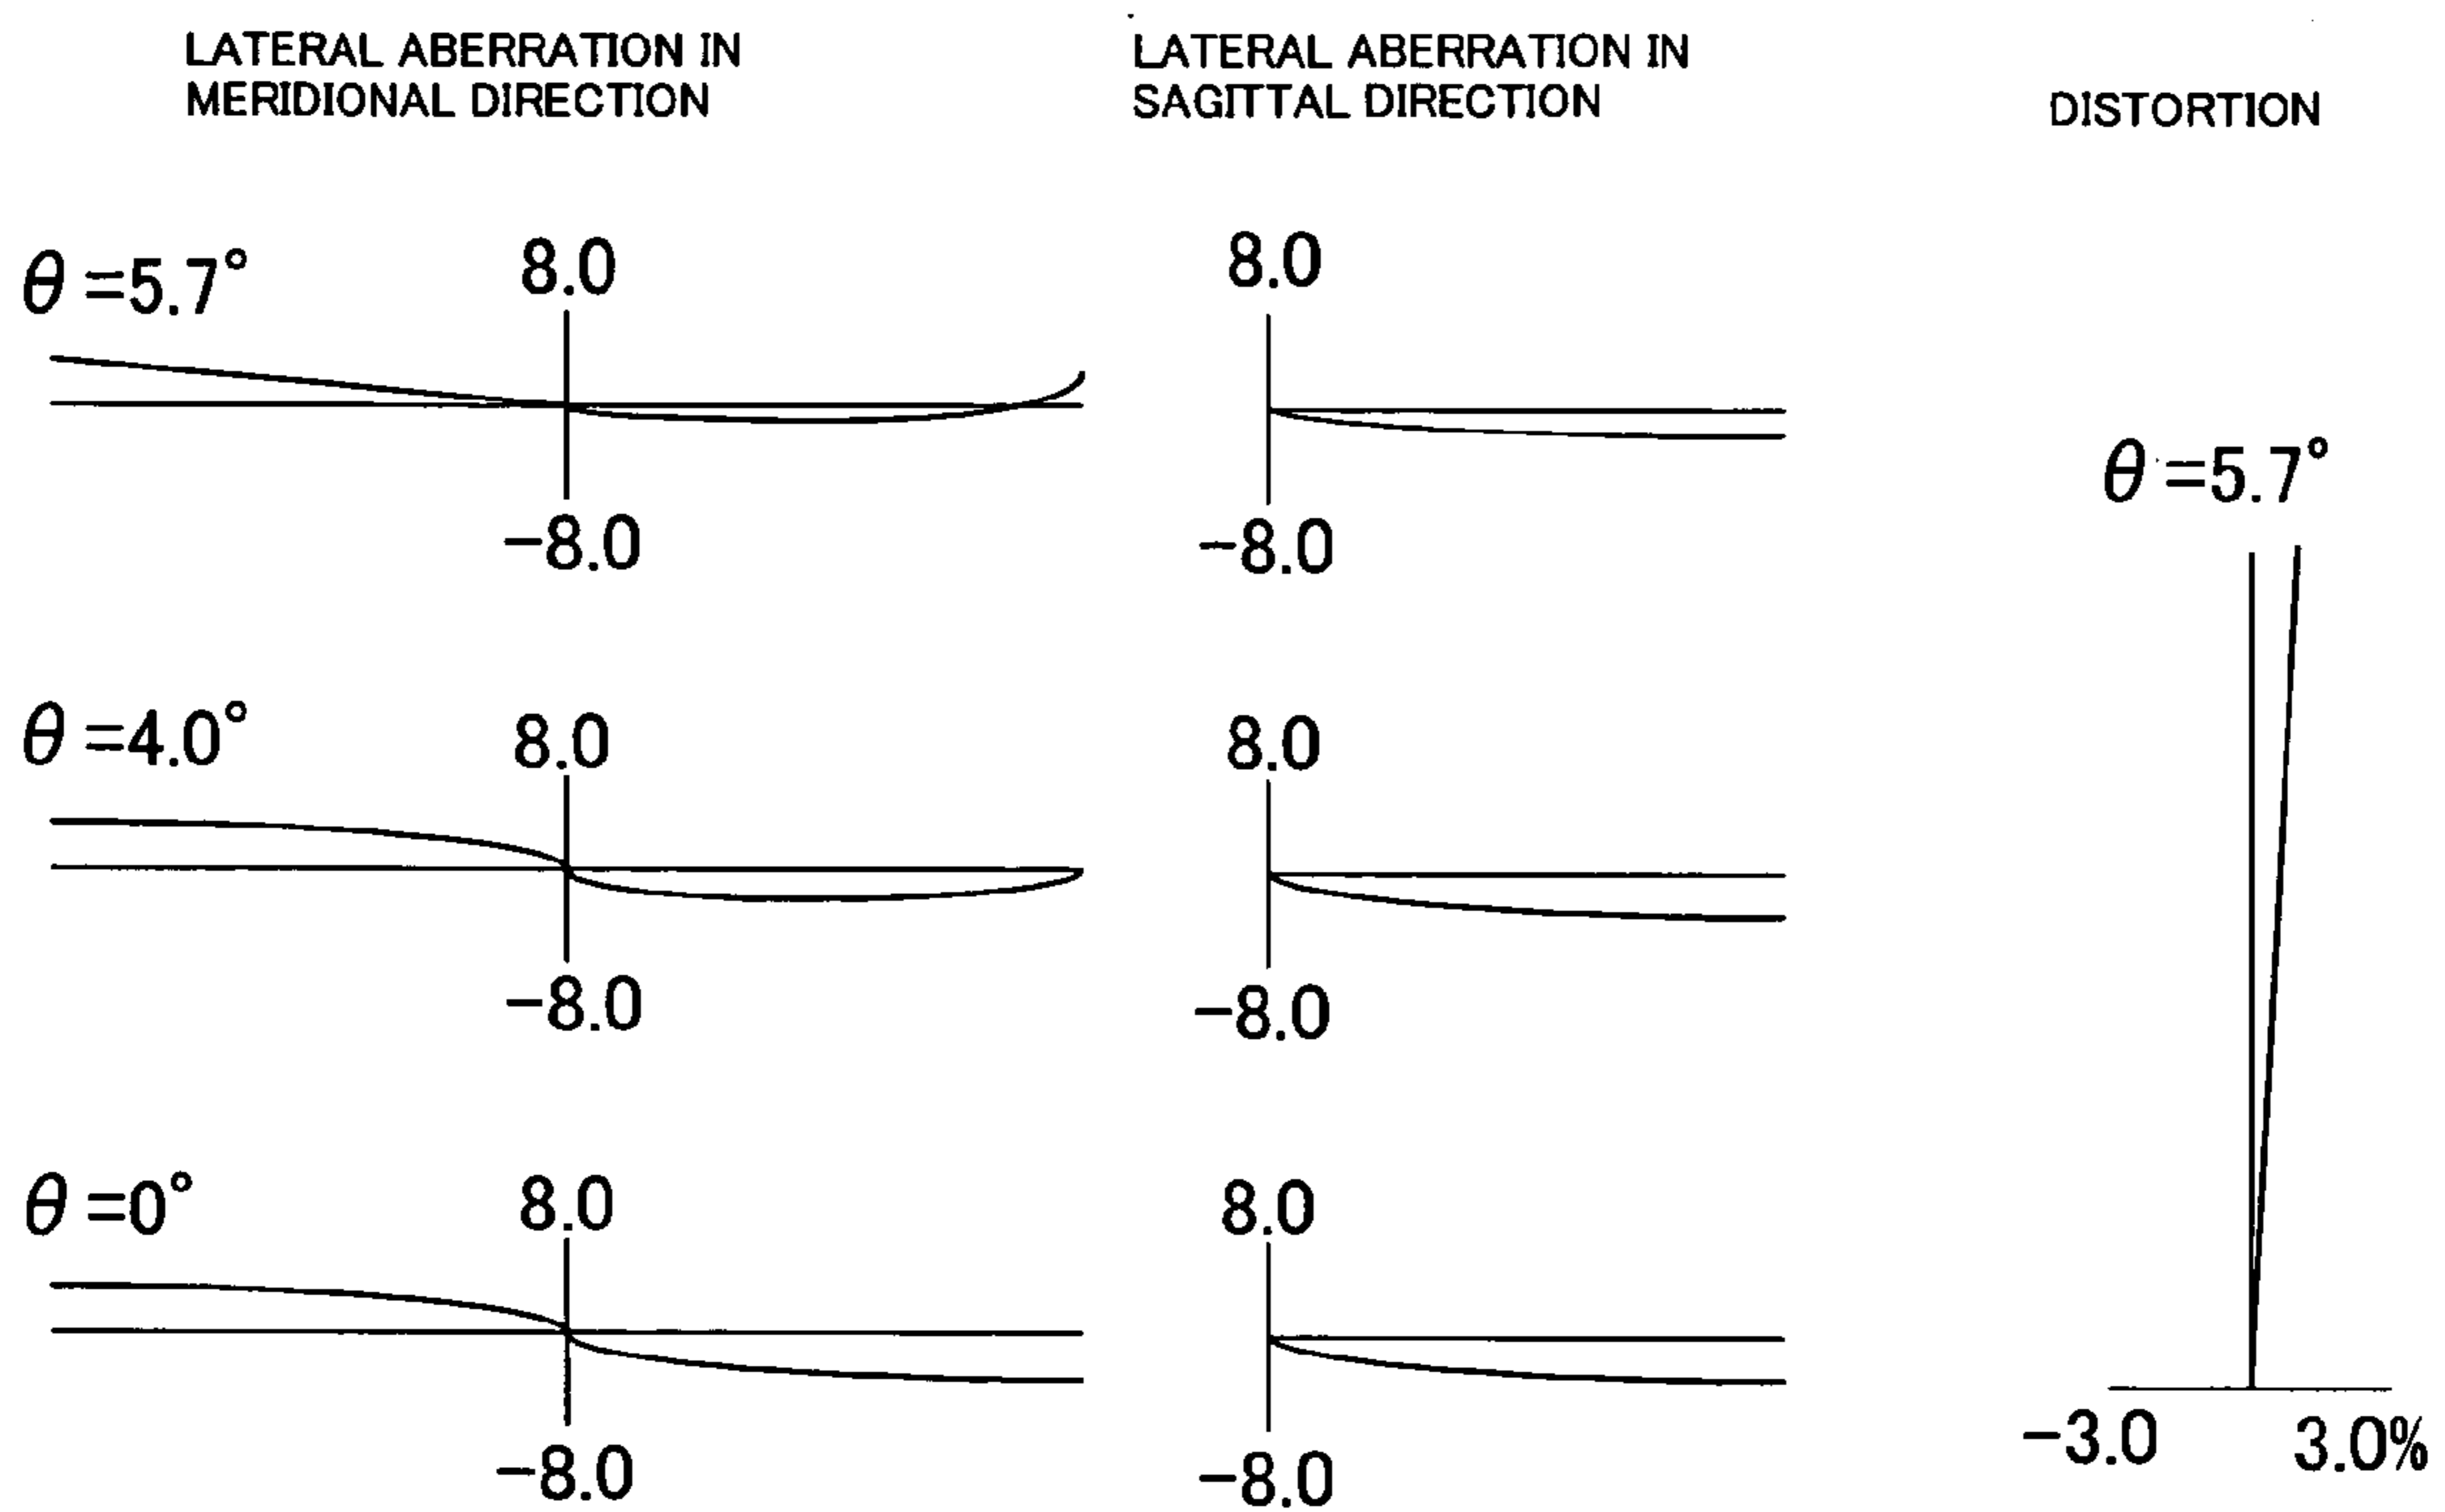 LATERAL ABERRATION IN
MERIDIONAL DIRECTION
LATERAL ABERRATION IN
SAGITTAL DIRECTION
DISTORTION
θ=5.7°
8.0
-8.0
8.0
-8.0
θ=4.0°
8.0
-8.0
8.0
-8.0
θ=0°
8.0
-8.0
8.0
-8.0
θ=5.7°
-3.0
3.0%